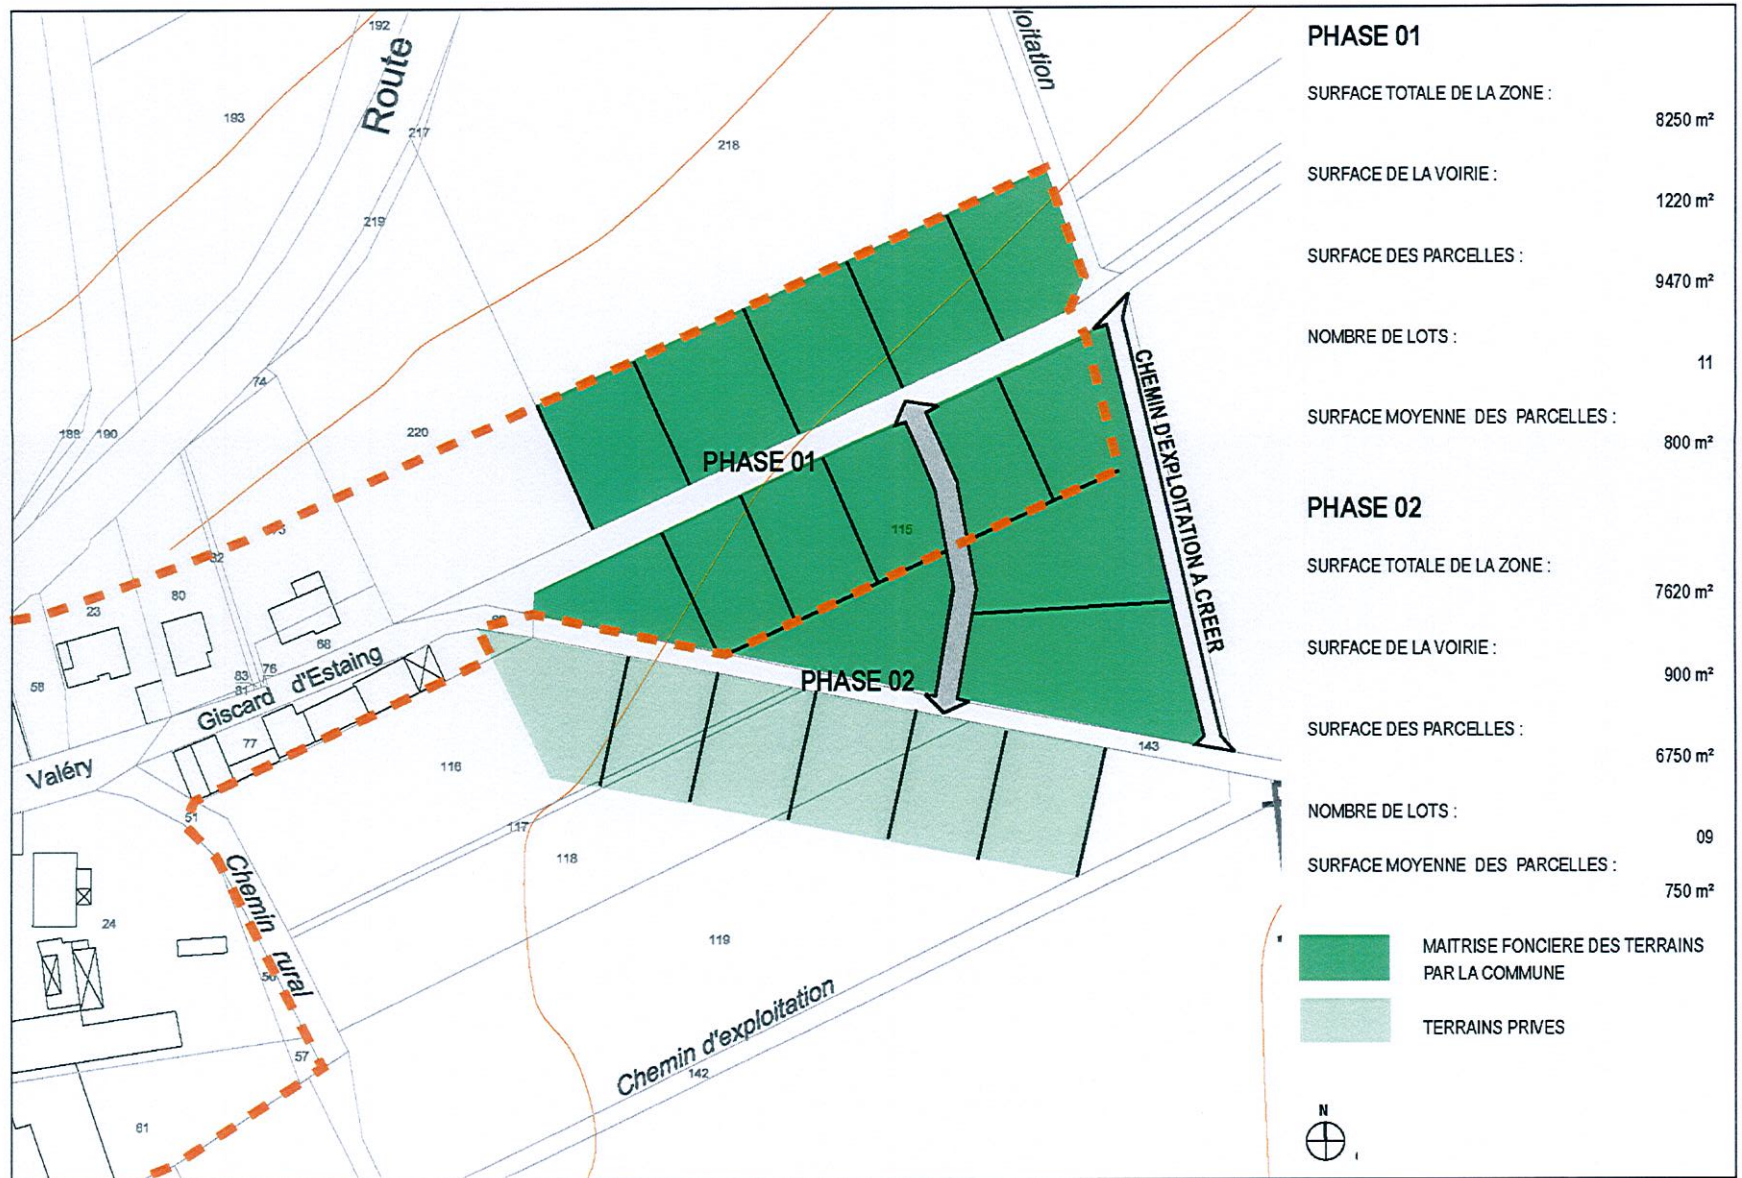 192
Route
loitation
193
217
218
219
74
188
190
220
PHASE 01
115
CHEMIN D'EXPLOITATION A CREER
82
23
80
68
76
83
81
58
Giscard d'Estaing
Valéry
77
PHASE 02
143
116
51
117
118
Chemin rural
24
119
56
57
Chemin d'exploitation
142
61
PHASE 01
SURFACE TOTALE DE LA ZONE :
8250 m²
SURFACE DE LA VOIRIE :
1220 m²
SURFACE DES PARCELLES :
9470 m²
NOMBRE DE LOTS :
11
SURFACE MOYENNE DES PARCELLES :
800 m²
PHASE 02
SURFACE TOTALE DE LA ZONE :
7620 m²
SURFACE DE LA VOIRIE :
900 m²
SURFACE DES PARCELLES :
6750 m²
NOMBRE DE LOTS :
09
SURFACE MOYENNE DES PARCELLES :
750 m²
MAITRISE FONCIERE DES TERRAINS
PAR LA COMMUNE
TERRAINS PRIVES
N